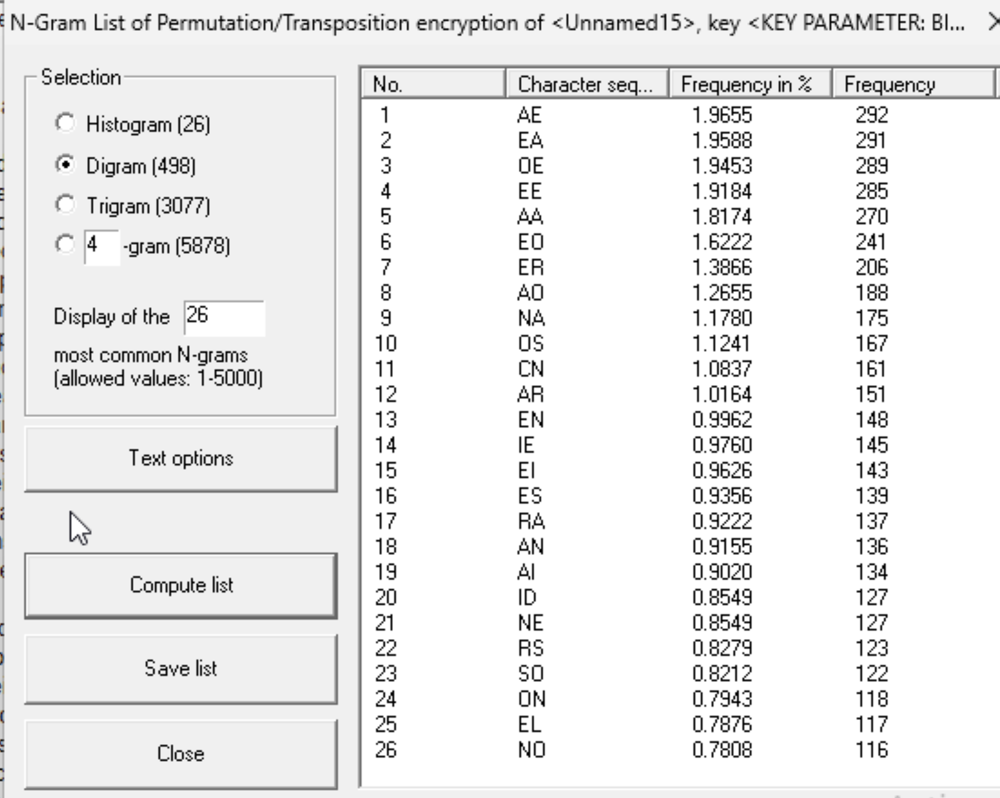 N-Gram List of Permutation/Transposition encryption of <Unnamed15>, key <KEY PARAMETER: BI...
Selection
Histogram (26)
Digram (498)
Trigram (3077)
4 -gram (5878)
Display of the 26
most common N-grams
(allowed values: 1-5000)
Text options
Compute list
Save list
Close
No. Character seq... Frequency in % Frequency
1 AE 1.9655 292
2 EA 1.9588 291
3 OE 1.9453 289
4 EE 1.9184 285
5 AA 1.8174 270
6 EO 1.6222 241
7 ER 1.3866 206
8 AO 1.2655 188
9 NA 1.1780 175
10 OS 1.1241 167
11 CN 1.0837 161
12 AR 1.0164 151
13 EN 0.9962 148
14 IE 0.9760 145
15 EI 0.9626 143
16 ES 0.9356 139
17 RA 0.9222 137
18 AN 0.9155 136
19 AI 0.9020 134
20 ID 0.8549 127
21 NE 0.8549 127
22 RS 0.8279 123
23 SO 0.8212 122
24 ON 0.7943 118
25 EL 0.7876 117
26 NO 0.7808 116